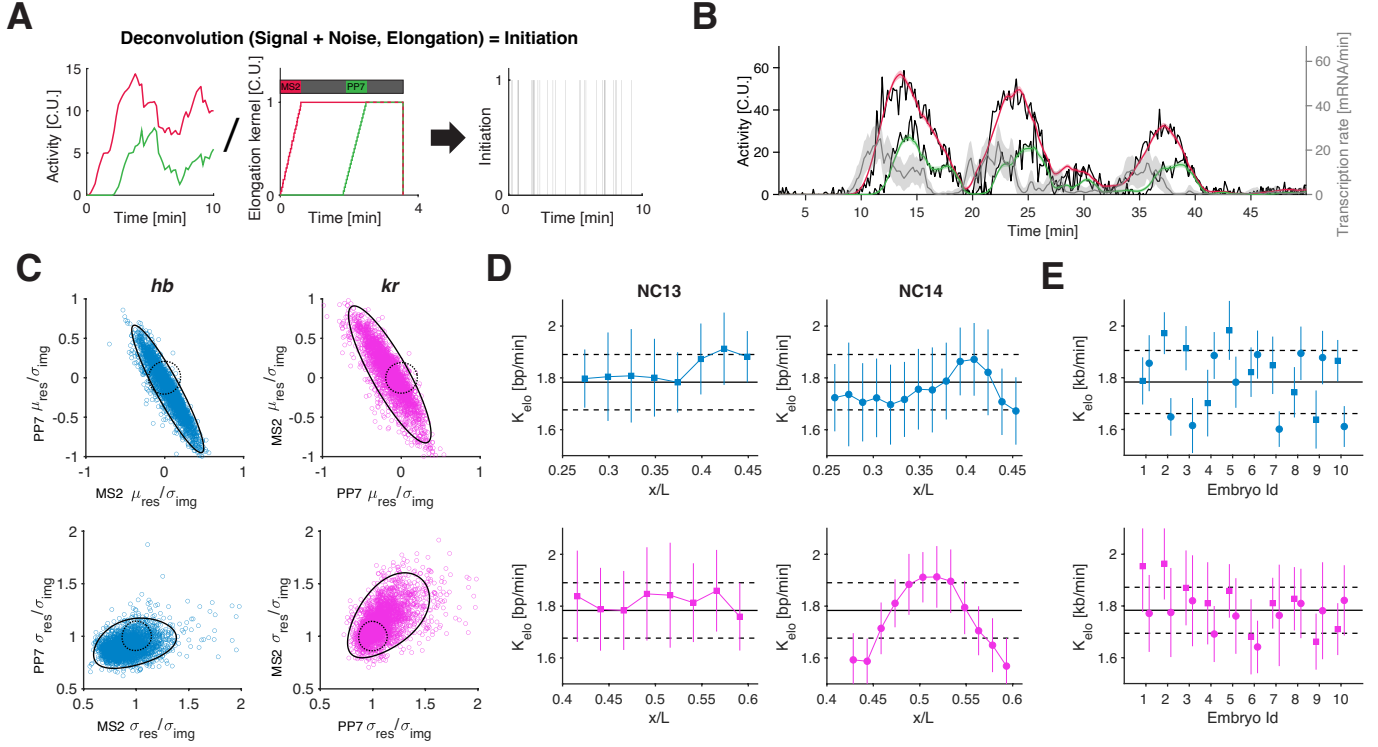 A
Deconvolution (Signal + Noise, Elongation) = Initiation
Activity [C.U.]
15
10
5
0
0
10
Time [min]
/
Elongation kernel [C.U.]
MS2
PP7
1
0
0
4
Time [min]
Initiation
1
0
0
10
Time [min]
B
Activity [C.U.]
60
40
20
0
5
10
15
20
25
30
35
40
45
Time [min]
60
40
20
0
Transcription rate [mRNA/min]
C
hb
PP7 μres/σimg
1
0.5
0
-0.5
-1
-1
0
1
MS2 μres/σimg
kr
MS2 μres/σimg
1
0.5
0
-0.5
-1
-1
0
1
PP7 μres/σimg
PP7 σres/σimg
2
1.5
1
0.5
0.5
1
1.5
2
MS2 σres/σimg
MS2 σres/σimg
2
1.5
1
0.5
0.5
1
1.5
2
PP7 σres/σimg
D
NC13
Kelo [bp/min]
2
1.8
1.6
0.25
0.3
0.35
0.4
0.45
x/L
NC14
Kelo [bp/min]
2
1.8
1.6
0.25
0.3
0.35
0.4
0.45
x/L
Kelo [bp/min]
2
1.8
1.6
0.4
0.45
0.5
0.55
0.6
x/L
Kelo [bp/min]
2
1.8
1.6
0.4
0.45
0.5
0.55
0.6
x/L
E
Kelo [kb/min]
2
1.8
1.6
1 2 3 4 5 6 7 8 9 10
Embryo Id
Kelo [kb/min]
2
1.8
1.6
1 2 3 4 5 6 7 8 9 10
Embryo Id